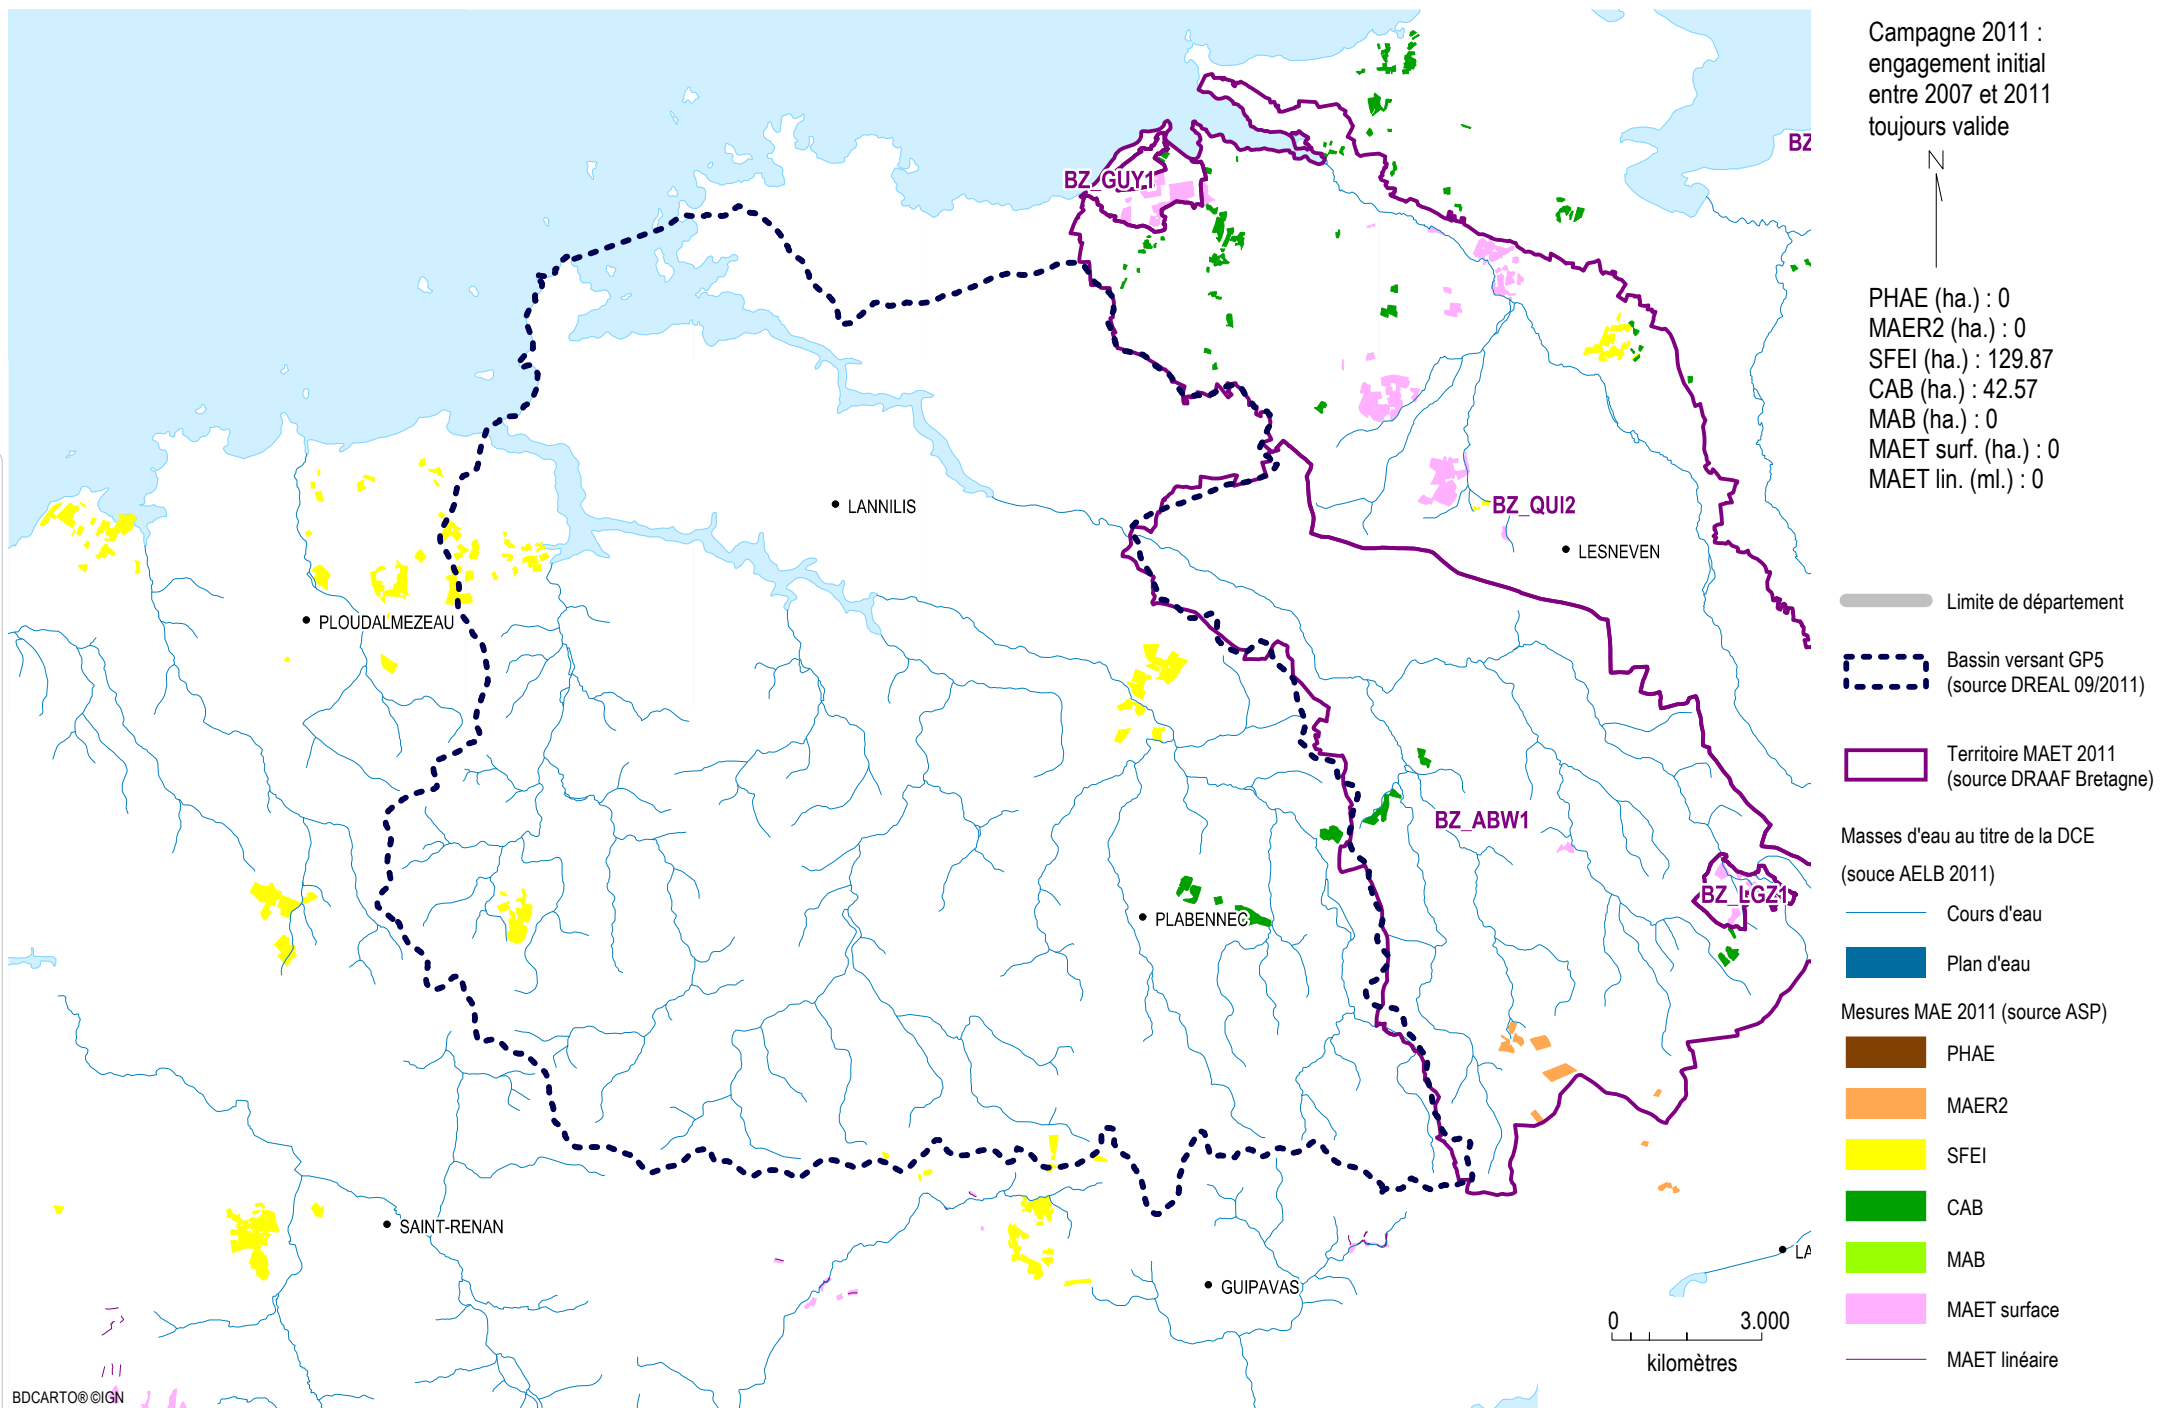 Campagne 2011 :
engagement initial
entre 2007 et 2011
toujours valide
N
PHAE (ha.) : 0
MAER2 (ha.) : 0
SFEI (ha.) : 129.87
CAB (ha.) : 42.57
MAB (ha.) : 0
MAET surf. (ha.) : 0
MAET lin. (ml.) : 0
BZ
BZ_GUY1
LANNILIS
BZ_QUI2
LESNEVEN
PLOUDALMEZEAU
BZ_ABW1
BZ_LGZ1
PLABENNEC
SAINT-RENAN
GUIPAVAS
LA
Limite de département
Bassin versant GP5
(source DREAL 09/2011)
Territoire MAET 2011
(source DRAAF Bretagne)
Masses d'eau au titre de la DCE
(souce AELB 2011)
Cours d'eau
Plan d'eau
Mesures MAE 2011 (source ASP)
PHAE
MAER2
SFEI
CAB
MAB
MAET surface
MAET linéaire
0 3.000
kilomètres
BDCARTO® ©IGN